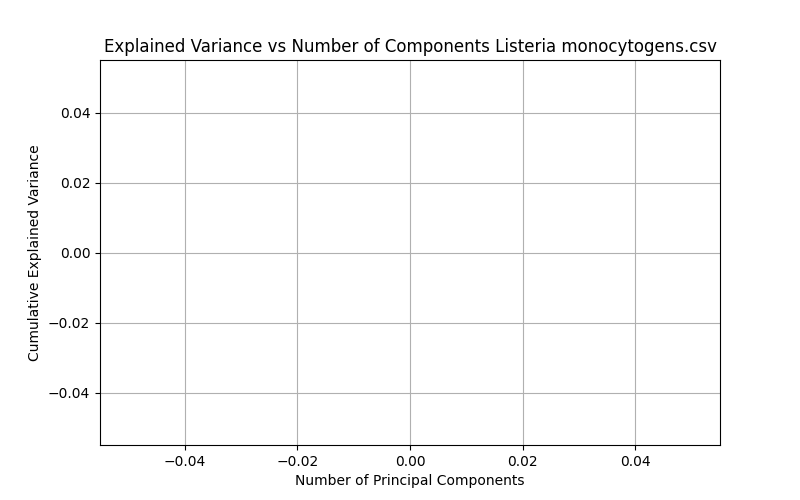 Explained Variance vs Number of Components Listeria monocytogens.csv
Cumulative Explained Variance
0.04
0.02
0.00
−0.02
−0.04
−0.04 −0.02 0.00 0.02 0.04
Number of Principal Components